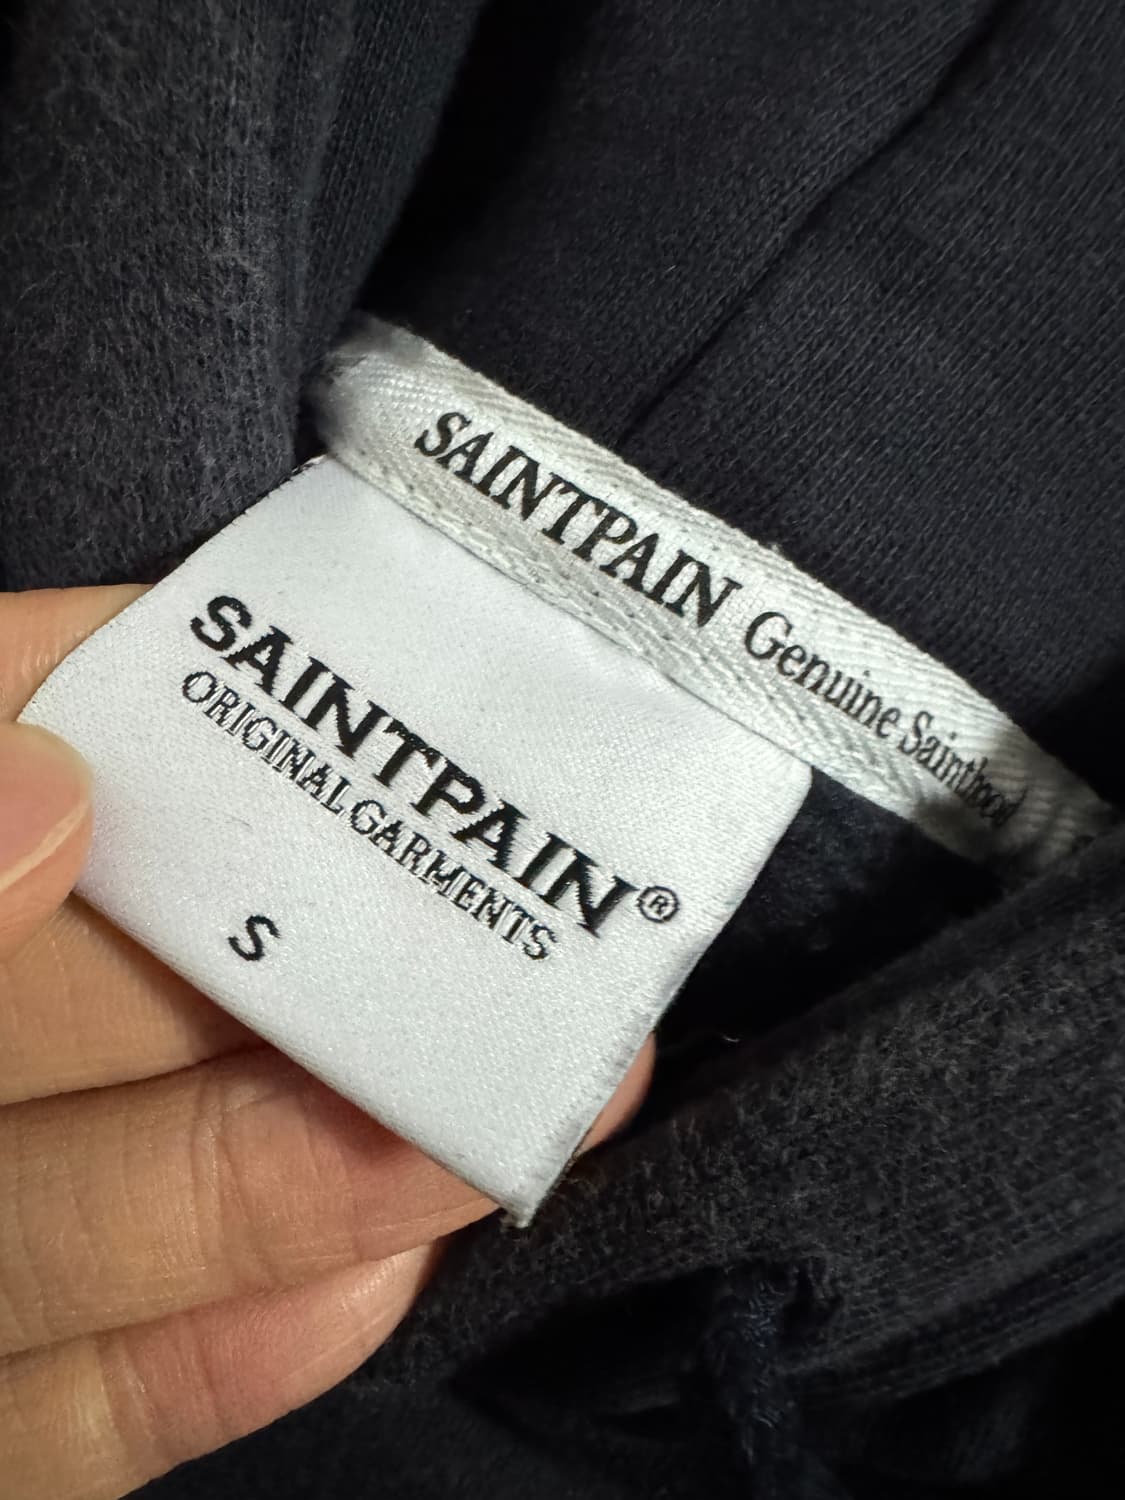 SAINTPAIN Genuine Sainthood
SAINTPAIN®
ORIGINAL GARMENTS
S